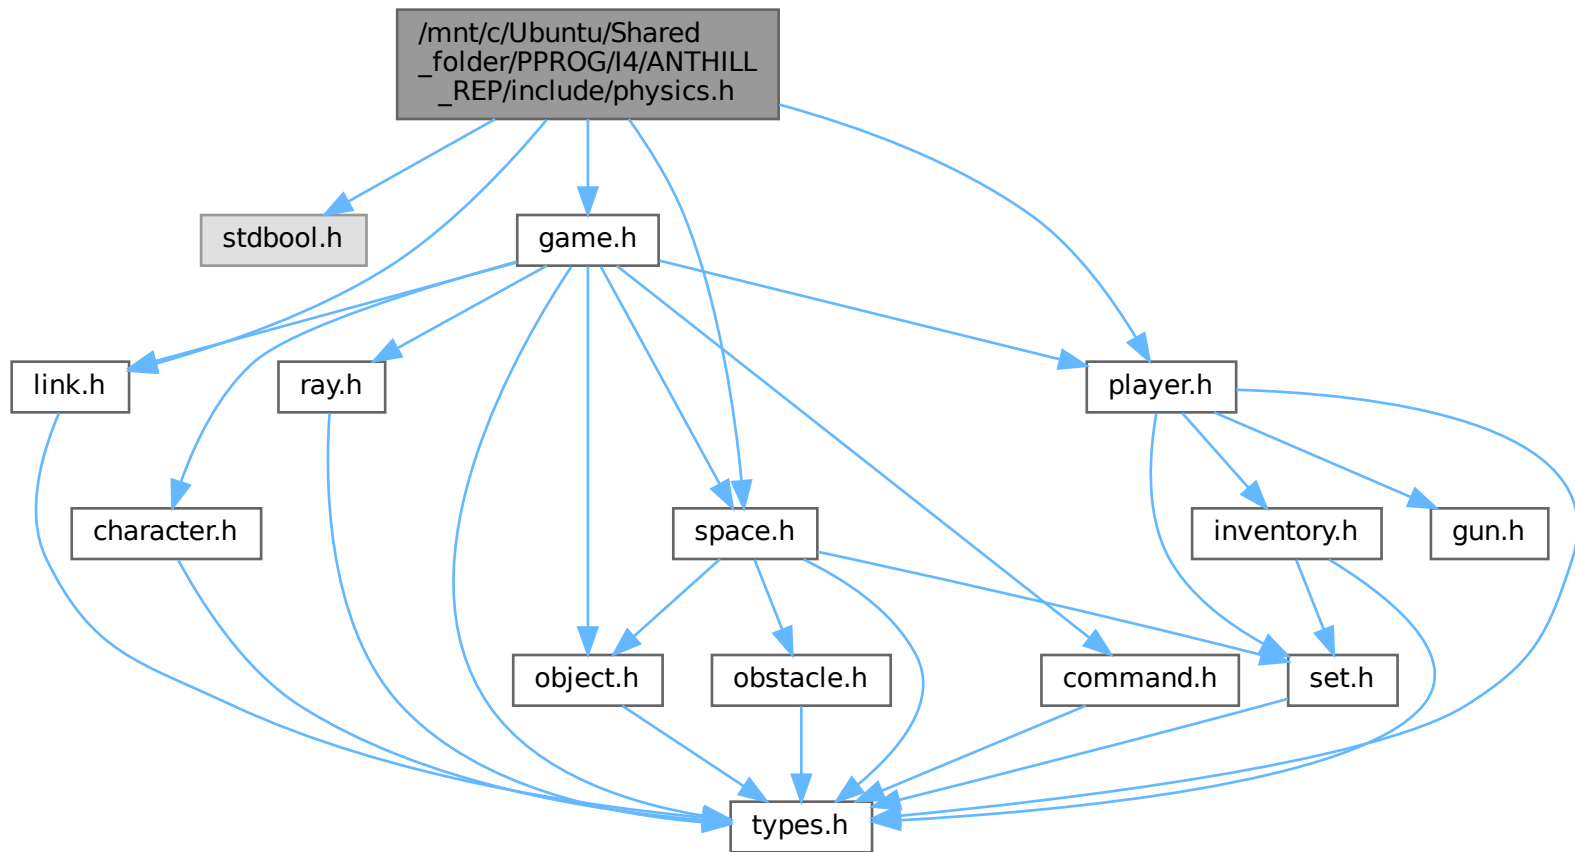 /mnt/c/Ubuntu/Shared
_folder/PPROG/I4/ANTHILL
_REP/include/physics.h
stdbool.h
game.h
link.h
ray.h
player.h
character.h
space.h
inventory.h
gun.h
object.h
obstacle.h
command.h
set.h
types.h